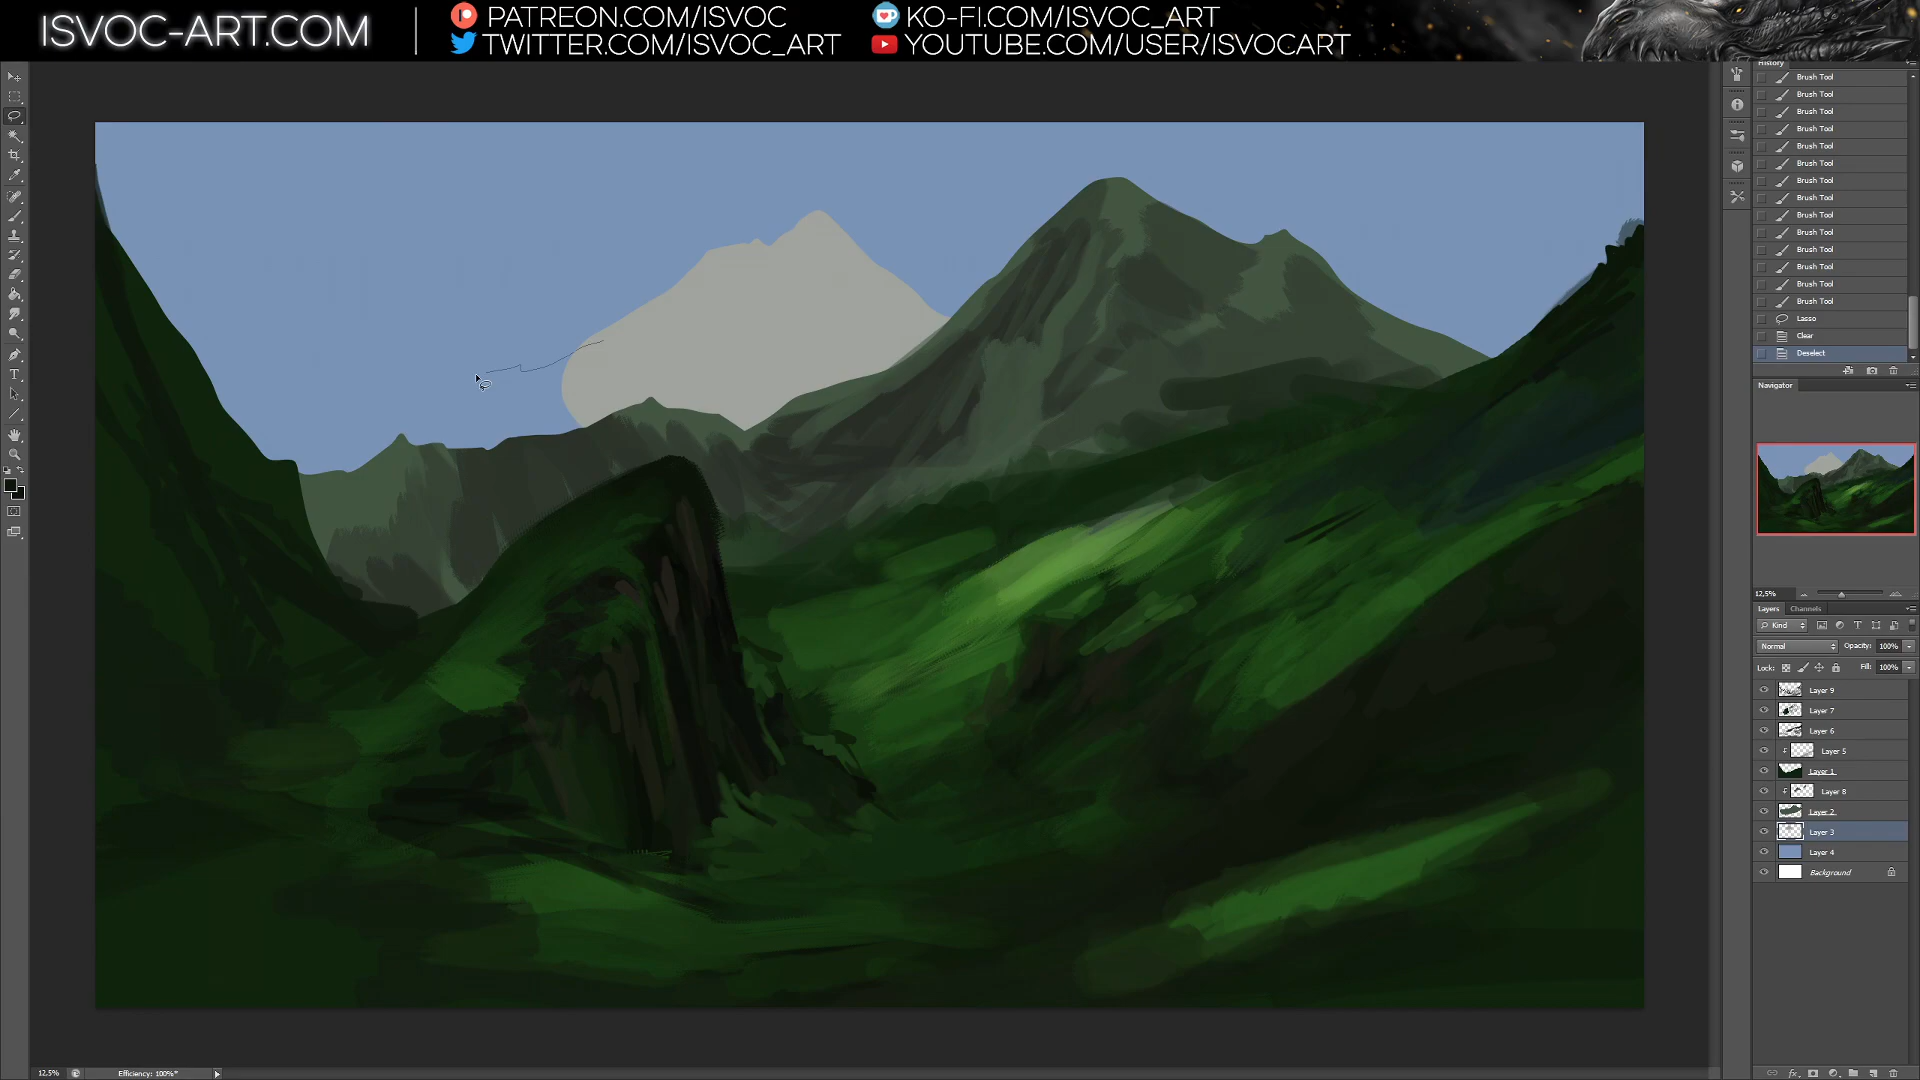 ISVOC-ART.COM
PATREON.COM/ISVOC
TWITTER.COM/ISVOC_ART
KO-FI.COM/ISVOC_ART
YOUTUBE.COM/USER/ISVOCART
History
Brush Tool
Brush Tool
Brush Tool
Brush Tool
Brush Tool
Brush Tool
Brush Tool
Brush Tool
Brush Tool
Brush Tool
Brush Tool
Brush Tool
Brush Tool
Brush Tool
Lasso
Clear
Deselect
Navigator
12,5%
Layers Channels
Kind
Normal Opacity: 100%
Lock: Fill: 100%
Layer 9
Layer 7
Layer 6
Layer 5
Layer 1
Layer 8
Layer 2
Layer 3
Layer 4
Background
12,5% Efficiency: 100%*